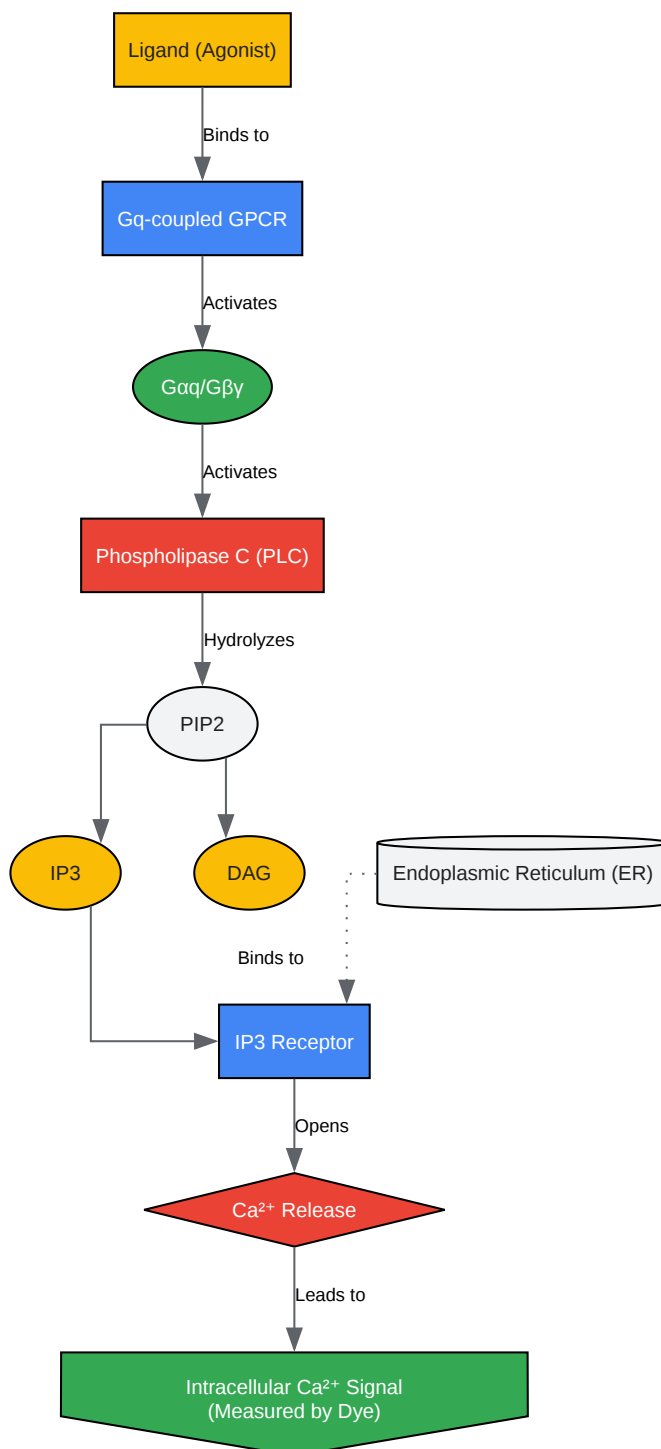 Ligand (Agonist)
Binds to
Gq-coupled GPCR
Activates
Gαq/Gβγ
Activates
Phospholipase C (PLC)
Hydrolyzes
PIP2
IP3
DAG
Endoplasmic Reticulum (ER)
Binds to
IP3 Receptor
Opens
Ca²⁺ Release
Leads to
Intracellular Ca²⁺ Signal
(Measured by Dye)